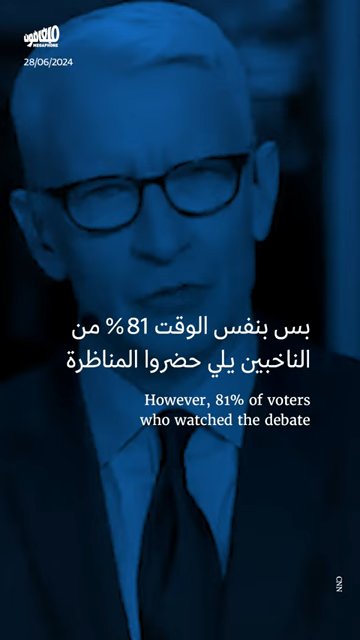 ميغافون
MEGAPHONE
28/06/2024
بس بنفس الوقت 81% من
الناخبين يلي حضروا المناظرة
However, 81% of voters
who watched the debate
CNN